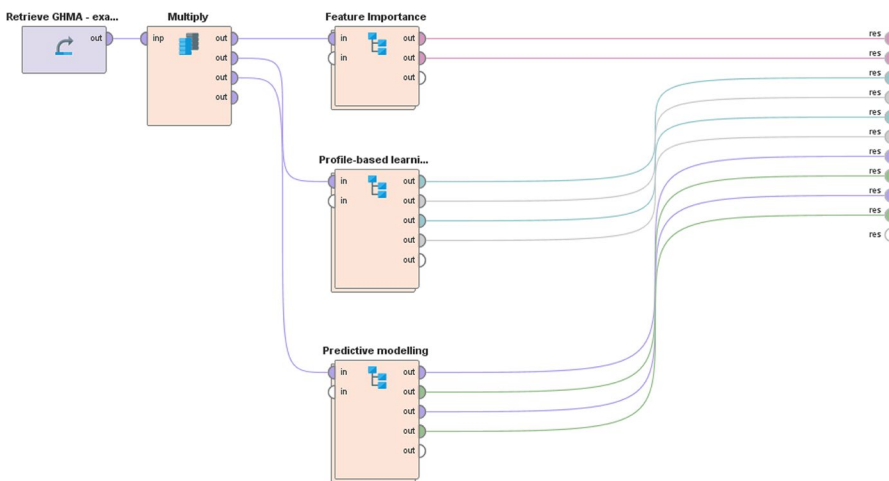 Retrieve GHMA - exa...
out
Multiply
inp
out
out
out
out
Feature Importance
in
in
out
out
out
Profile-based learni...
in
in
out
out
out
out
out
Predictive modelling
in
in
out
out
out
out
out
res
res
res
res
res
res
res
res
res
res
res